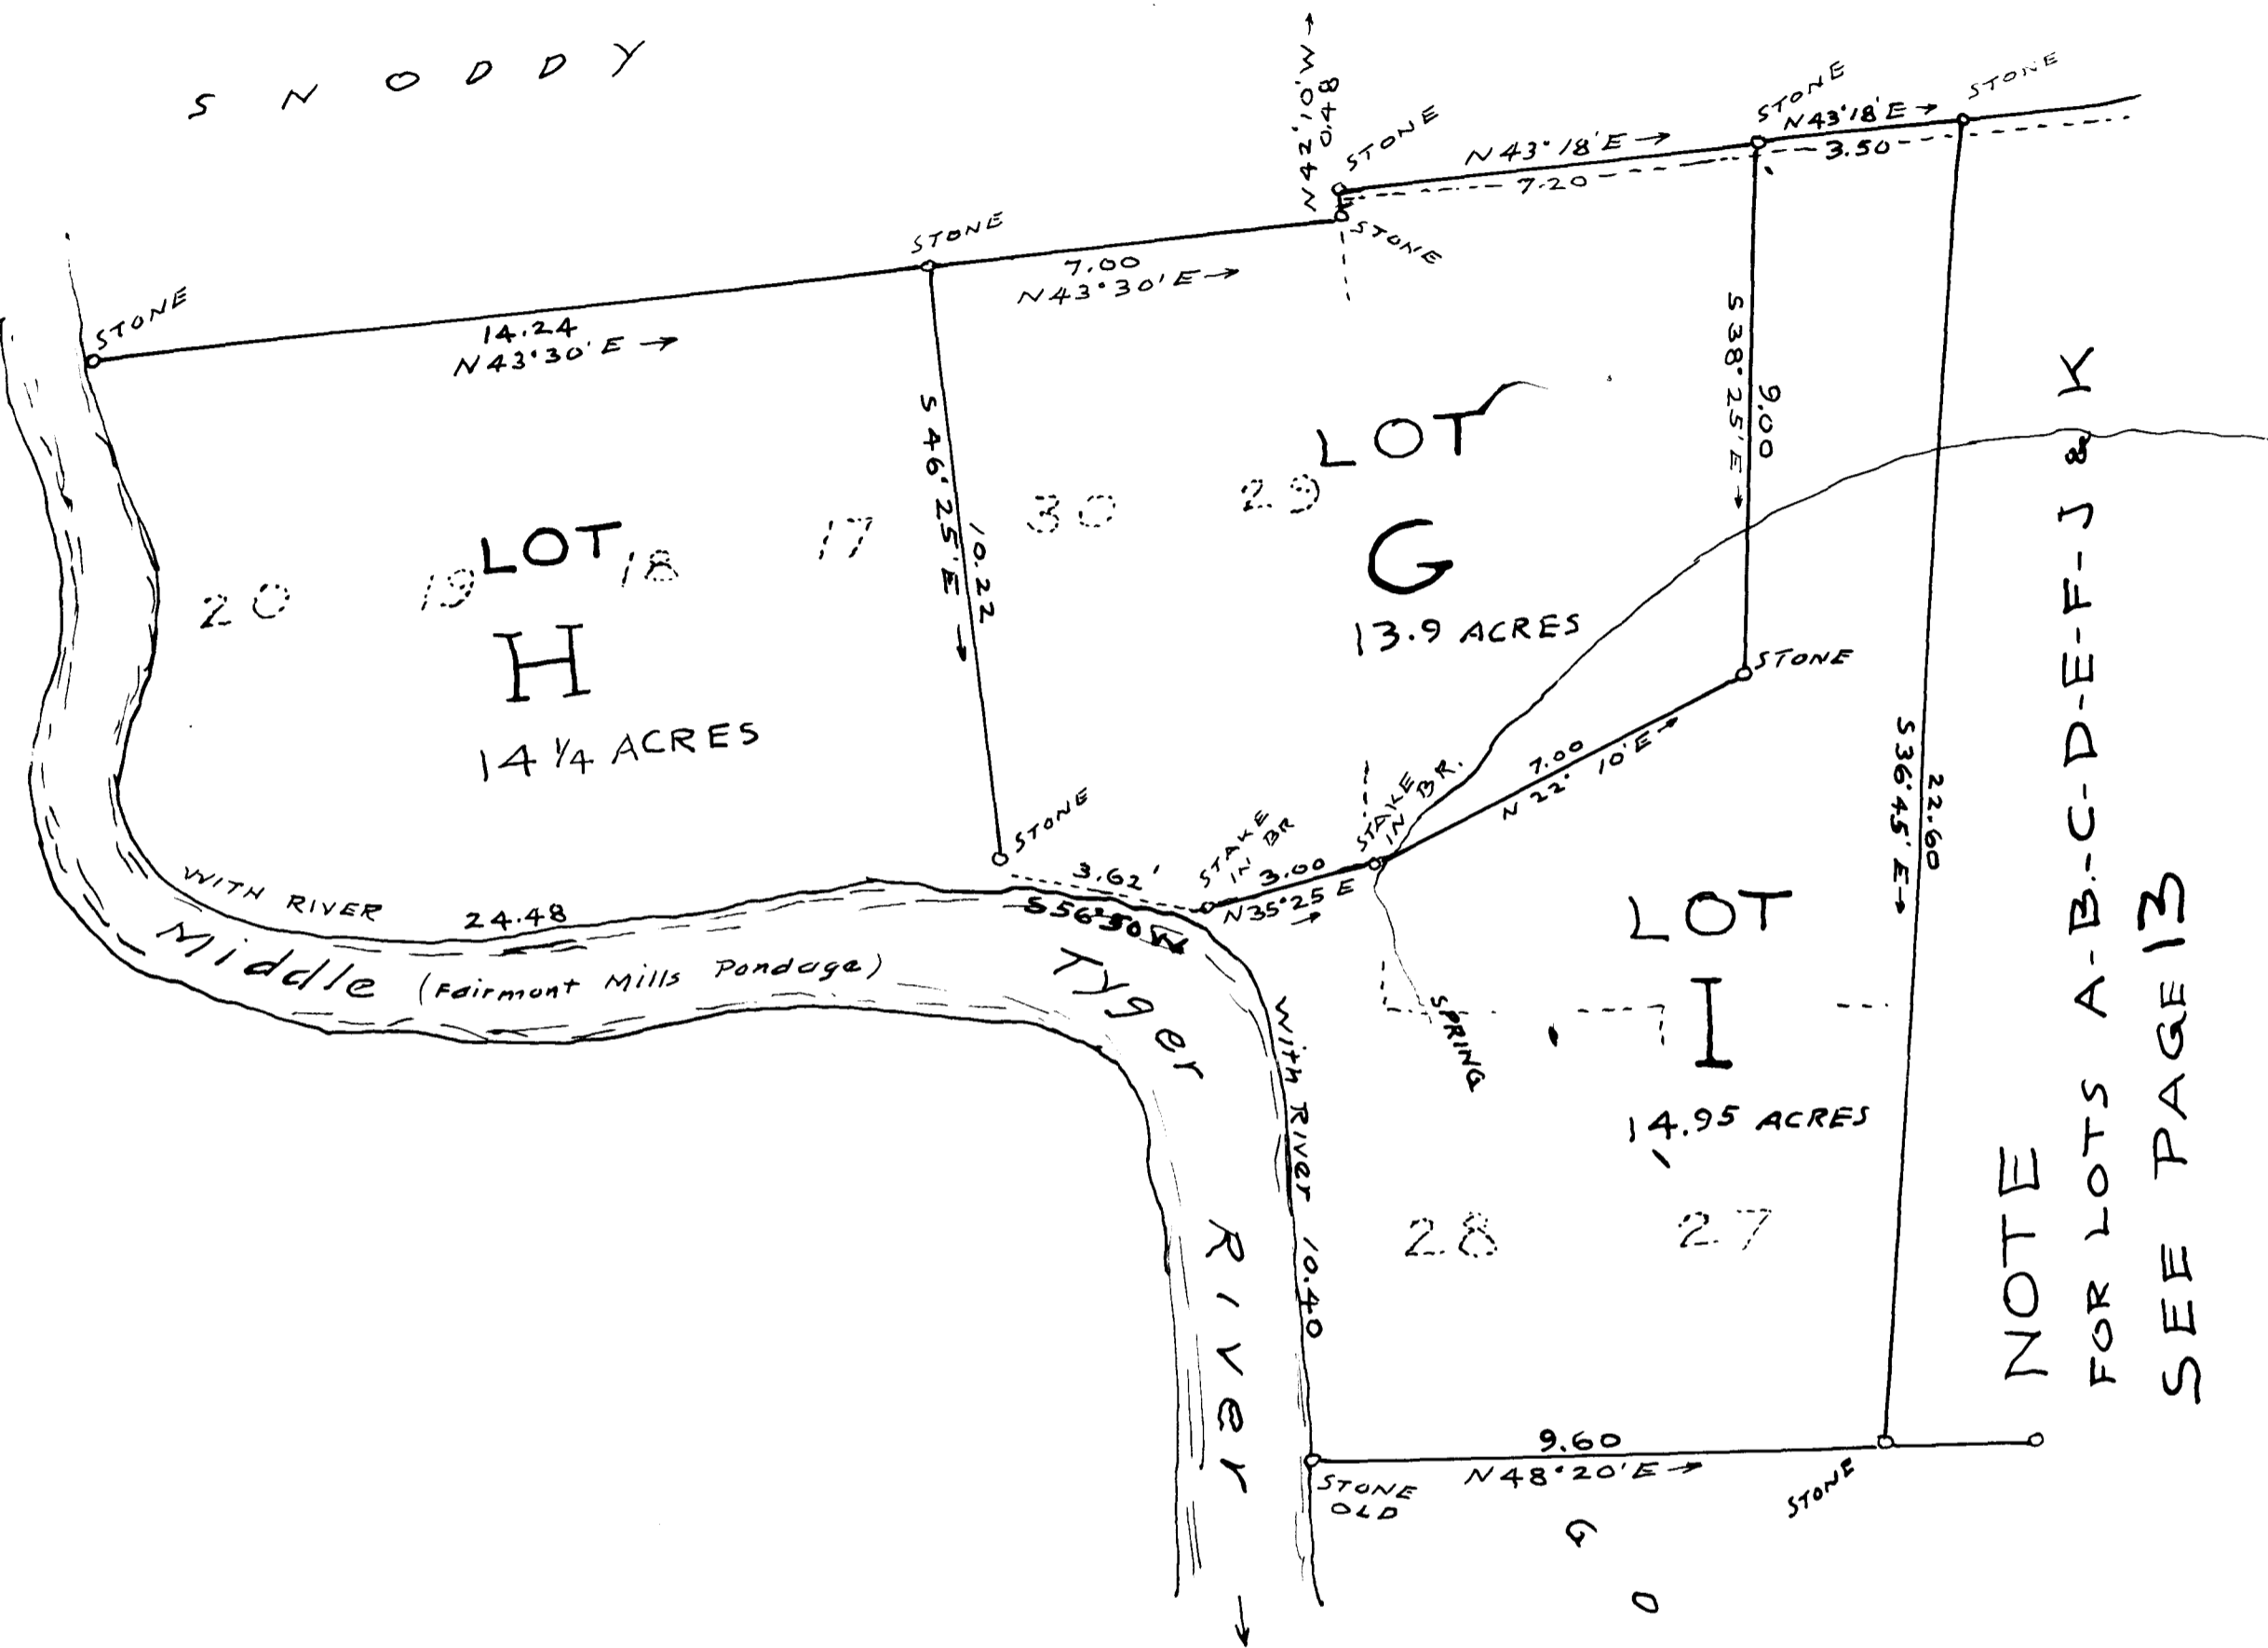 SNODDY
N42°10'W
0.48
STONE
STONE
STONE
STONE
N43°18'E
7.20
N43°18'E
3.50
STONE
7.00
N43°30'E
STONE
14.24
N43°30'E
S46°25'E
10.22
S38°25'E
9.00
LOT
G
13.9 ACRES
29
30
17
LOT
H
14 1/4 ACRES
18
19
20
STONE
STONE
7.00
N 22° 10'E
STAKE
IN BR.
STAKE
IN BR
3.00
N35°25 E
3.62'
S56°50W
S36°45'E
22.60
WITH RIVER 24.48
Middle (Fairmont Mills Pondage)
Tyger
River
With River 10.40
SPRING
LOT
I
14.95 ACRES
28
27
9.60
N48°20'E
STONE
OLD
STONE
G
O
NOTE
FOR LOTS A-B-C-D-E-F-J & K
SEE PAGE 13